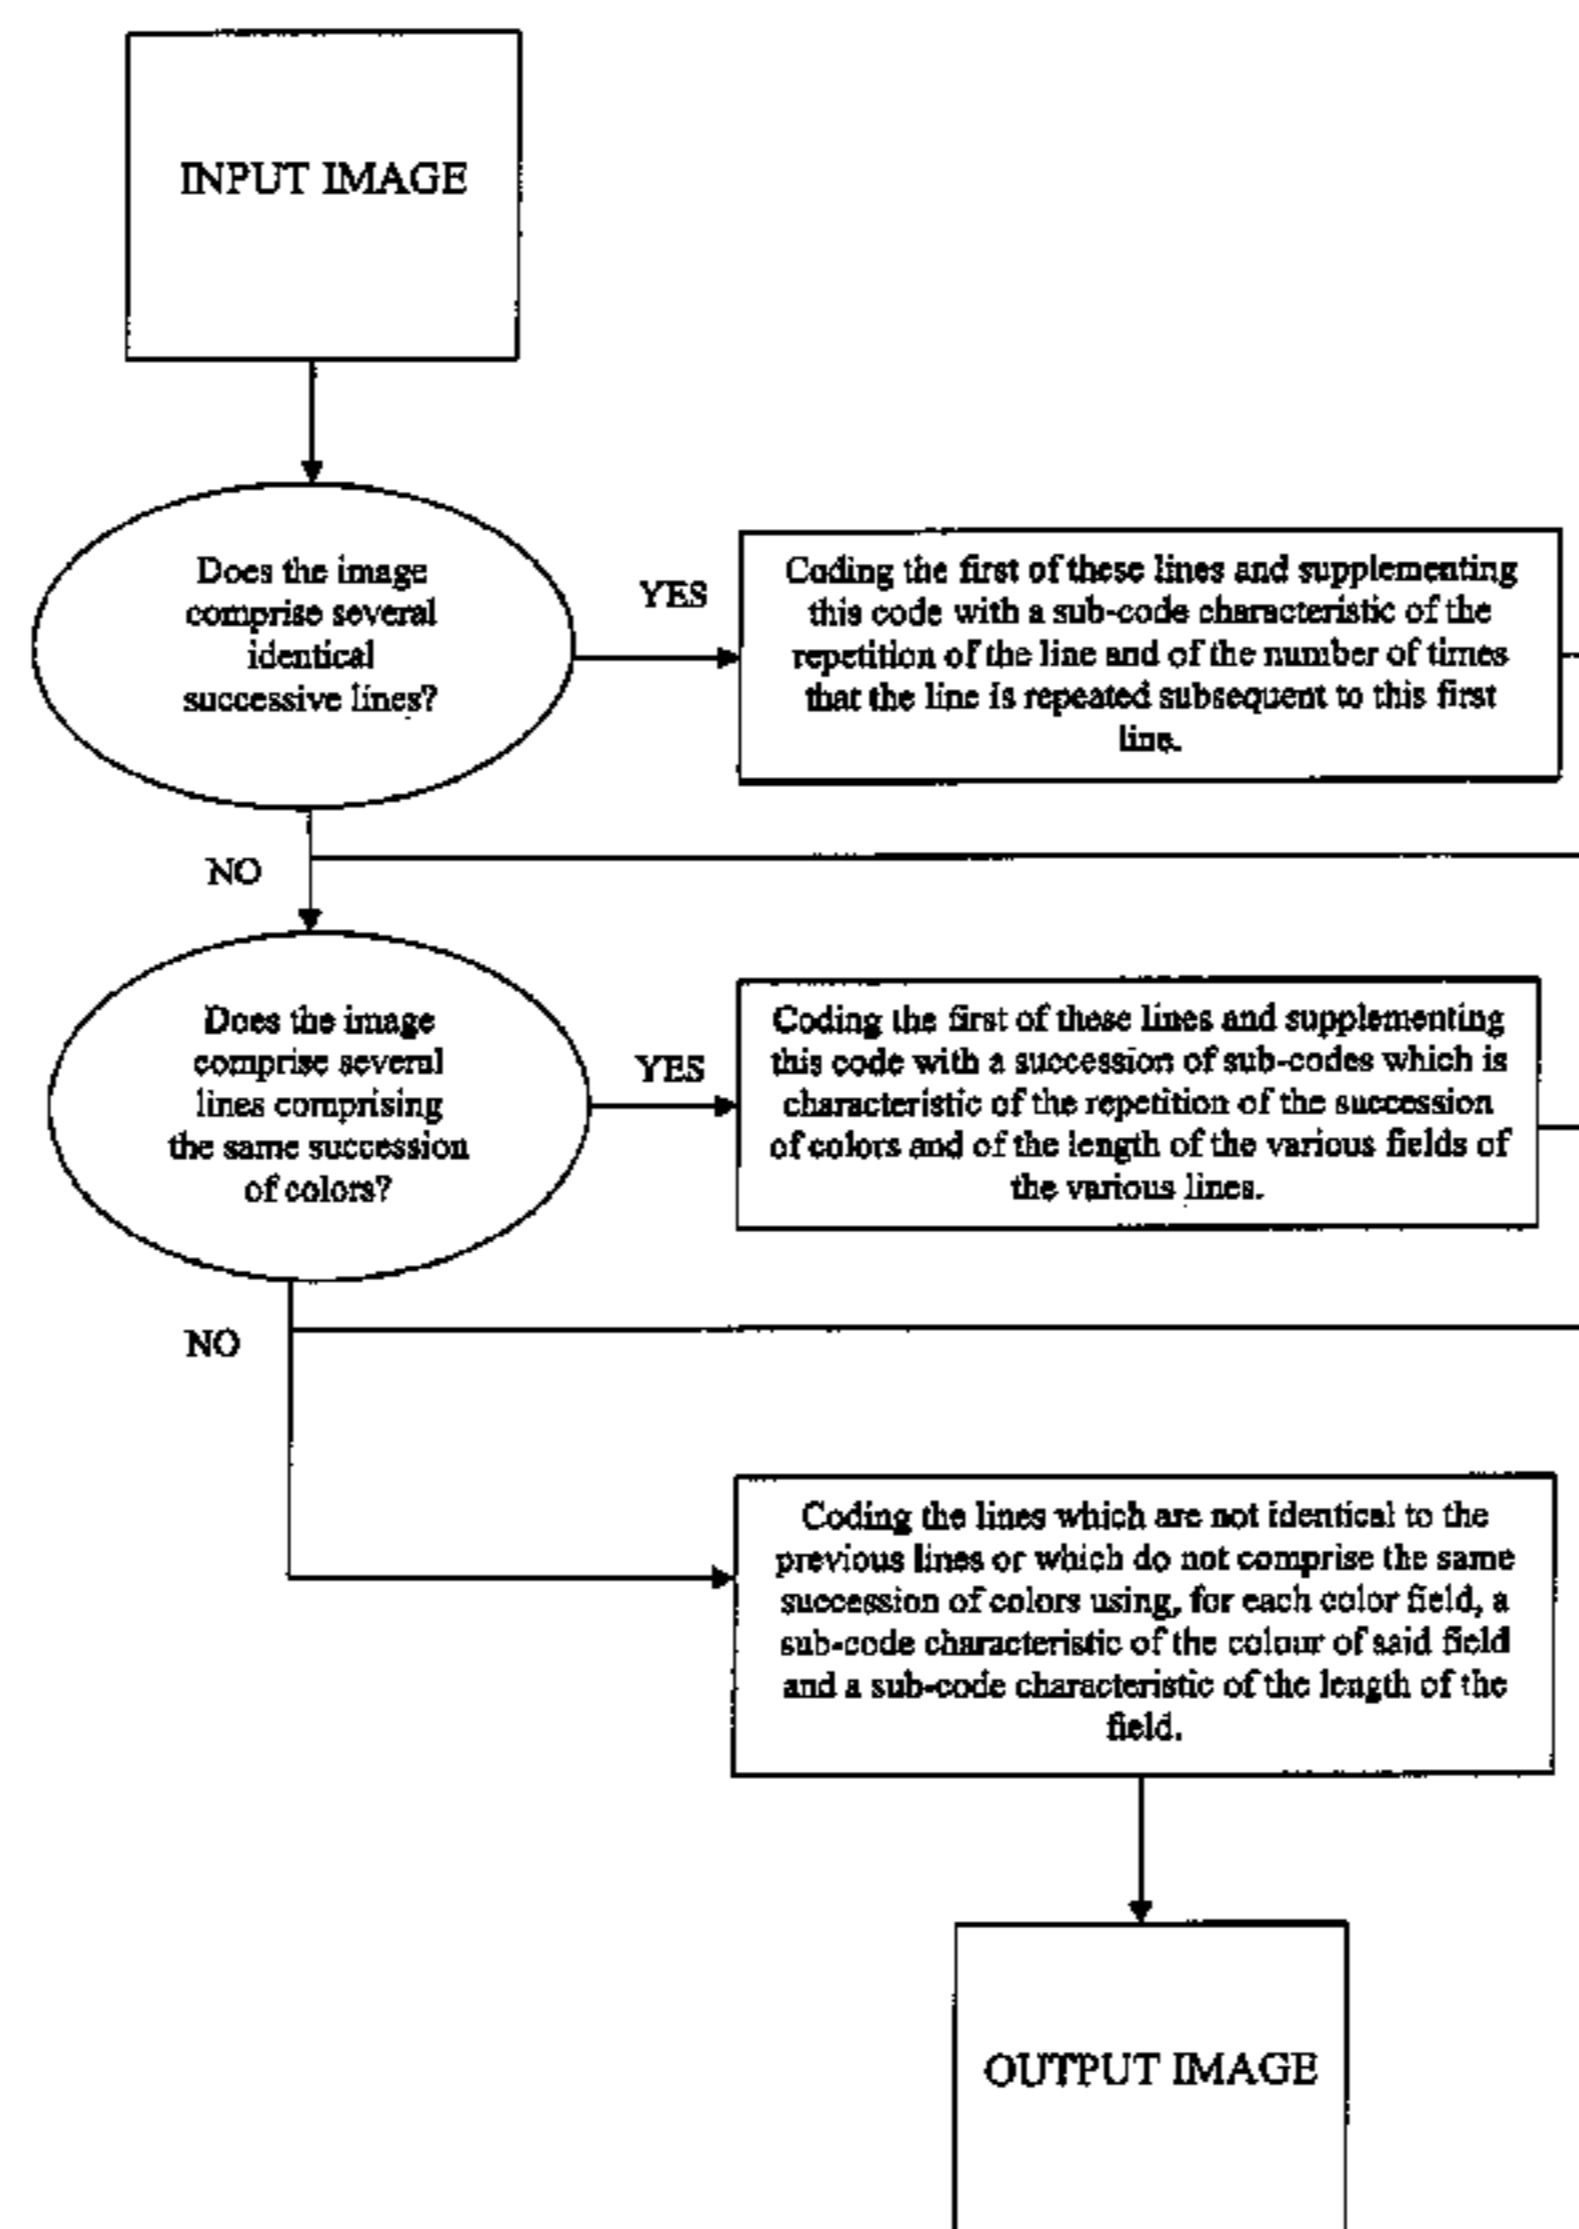 INPUT IMAGE
Does the image
comprise several
identical
successive lines?
YES
Coding the first of these lines and supplementing
this code with a sub-code characteristic of the
repetition of the line and of the number of times
that the line is repeated subsequent to this first
line.
NO
Does the image
comprise several
lines comprising
the same succession
of colors?
YES
Coding the first of these lines and supplementing
this code with a succession of sub-codes which is
characteristic of the repetition of the succession
of colors and of the length of the various fields of
the various lines.
NO
Coding the lines which are not identical to the
previous lines or which do not comprise the same
succession of colors using, for each color field, a
sub-code characteristic of the colour of said field
and a sub-code characteristic of the length of the
field.
OUTPUT IMAGE